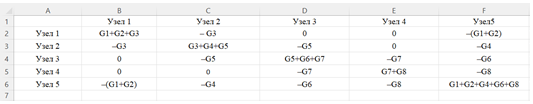 A B C D E F
1 Узел 1 Узел 2 Узел 3 Узел 4 Узел5
2 Узел 1 G1+G2+G3 – G3 0 0 –(G1+G2)
3 Узел 2 –G3 G3+G4+G5 –G5 0 –G4
4 Узел 3 0 –G5 G5+G6+G7 –G7 –G6
5 Узел 4 0 0 –G7 G7+G8 –G8
6 Узел 5 –(G1+G2) –G4 –G6 –G8 G1+G2+G4+G6+G8
7